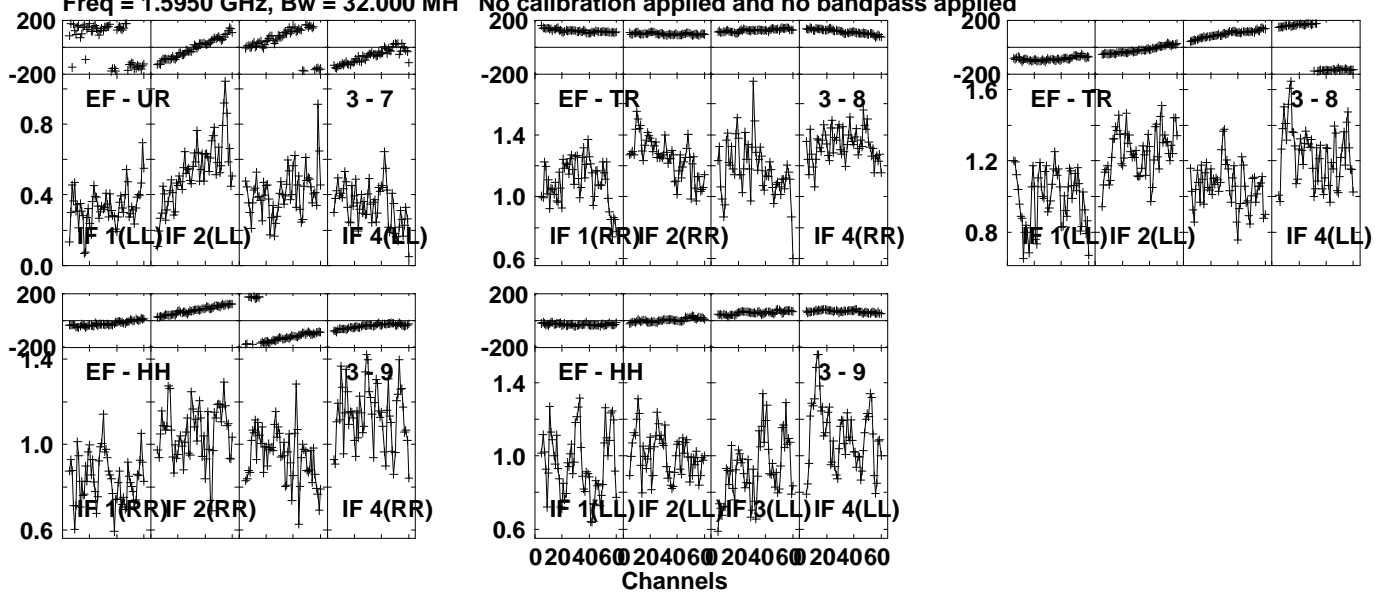 Freq = 1.5950 GHz, Bw = 32.000 MH No calibration applied and no bandpass applied
200
-200
EF - UR 3 - 7
0.8
0.4
0.0
IF 1(LL) IF 2(LL) IF 4(LL)
200
-200
EF - TR 3 - 8
1.4
1.0
0.6
IF 1(RR) IF 2(RR) IF 4(RR)
200
-200
1.6
EF - TR 3 - 8
1.2
0.8
IF 1(LL) IF 2(LL) IF 4(LL)
200
-200
1.4
EF - HH 3 - 9
1.0
0.6
IF 1(RR) IF 2(RR) IF 4(RR)
200
-200
EF - HH 3 - 9
1.4
1.0
0.6
IF 1(LL) IF 2(LL) IF 3(LL) IF 4(LL)
0 20 40 60 0 20 40 60 0 20 40 60 0 20 40 60
Channels